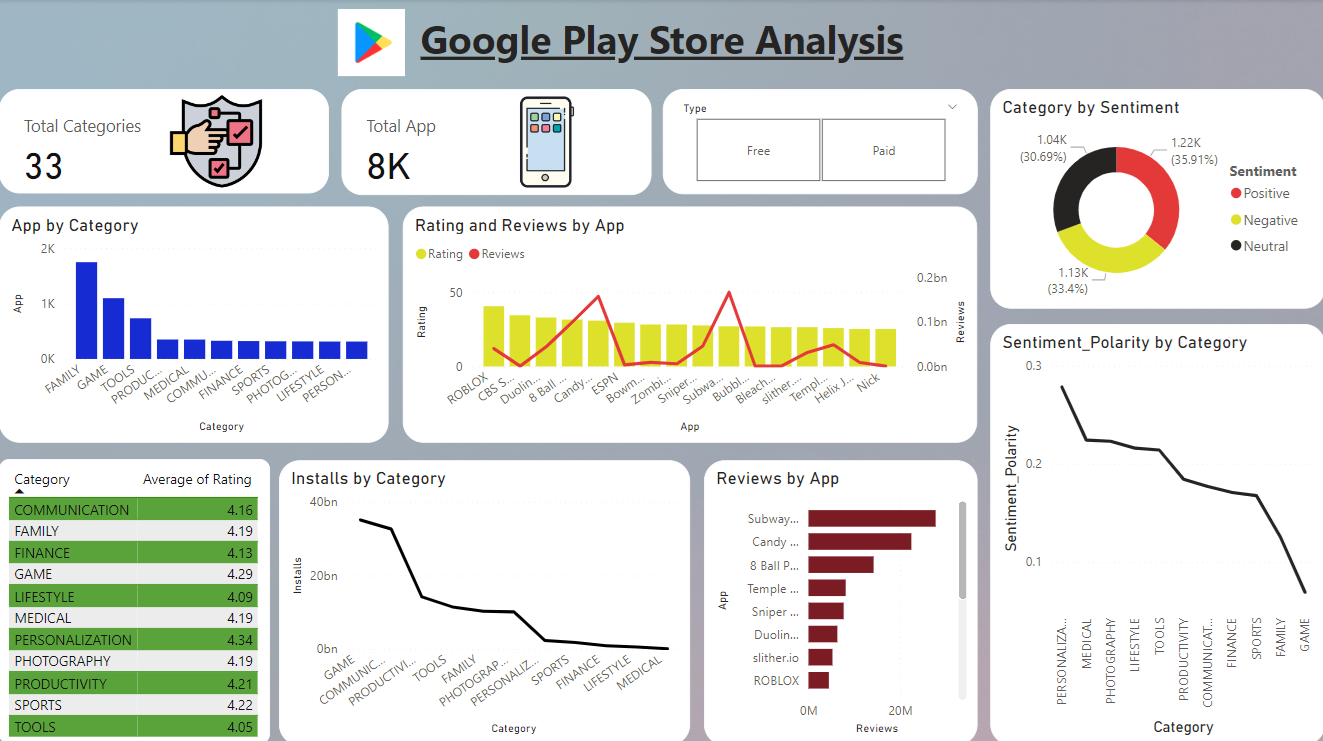 Google Play Store Analysis
Total Categories
33
Total App
8K
Type
Free
Paid
Category by Sentiment
1.04K
(30.69%)
1.22K
(35.91%)
1.13K
(33.4%)
Sentiment
Positive
Negative
Neutral
App by Category
2K
1K
0K
App
FAMILY
GAME
TOOLS
PRODUC...
MEDICAL
COMMU...
FINANCE
SPORTS
PHOTOG...
LIFESTYLE
PERSON...
Category
Rating and Reviews by App
Rating
Reviews
50
0
Rating
0.2bn
0.1bn
0.0bn
Reviews
ROBLOX
CBS S...
Duolin...
8 Ball ...
Candy...
ESPN
Bowm...
Zombi...
Sniper...
Subwa...
Bubbl...
Bleach...
slither....
Templ...
Helix J...
Nick
App
Sentiment_Polarity by Category
0.3
0.2
0.1
Sentiment_Polarity
PERSONALIZA...
MEDICAL
PHOTOGRAPHY
LIFESTYLE
TOOLS
PRODUCTIVITY
COMMUNICAT...
FINANCE
SPORTS
FAMILY
GAME
Category
Category Average of Rating
COMMUNICATION 4.16
FAMILY 4.19
FINANCE 4.13
GAME 4.29
LIFESTYLE 4.09
MEDICAL 4.19
PERSONALIZATION 4.34
PHOTOGRAPHY 4.19
PRODUCTIVITY 4.21
SPORTS 4.22
TOOLS 4.05
Installs by Category
40bn
20bn
0bn
Installs
GAME
COMMUNIC...
PRODUCTIVI...
TOOLS
FAMILY
PHOTOGRAP...
PERSONALIZ...
SPORTS
FINANCE
LIFESTYLE
MEDICAL
Category
Reviews by App
App
Subway...
Candy ...
8 Ball P...
Temple ...
Sniper ...
Duolin...
slither.io
ROBLOX
0M
20M
Reviews